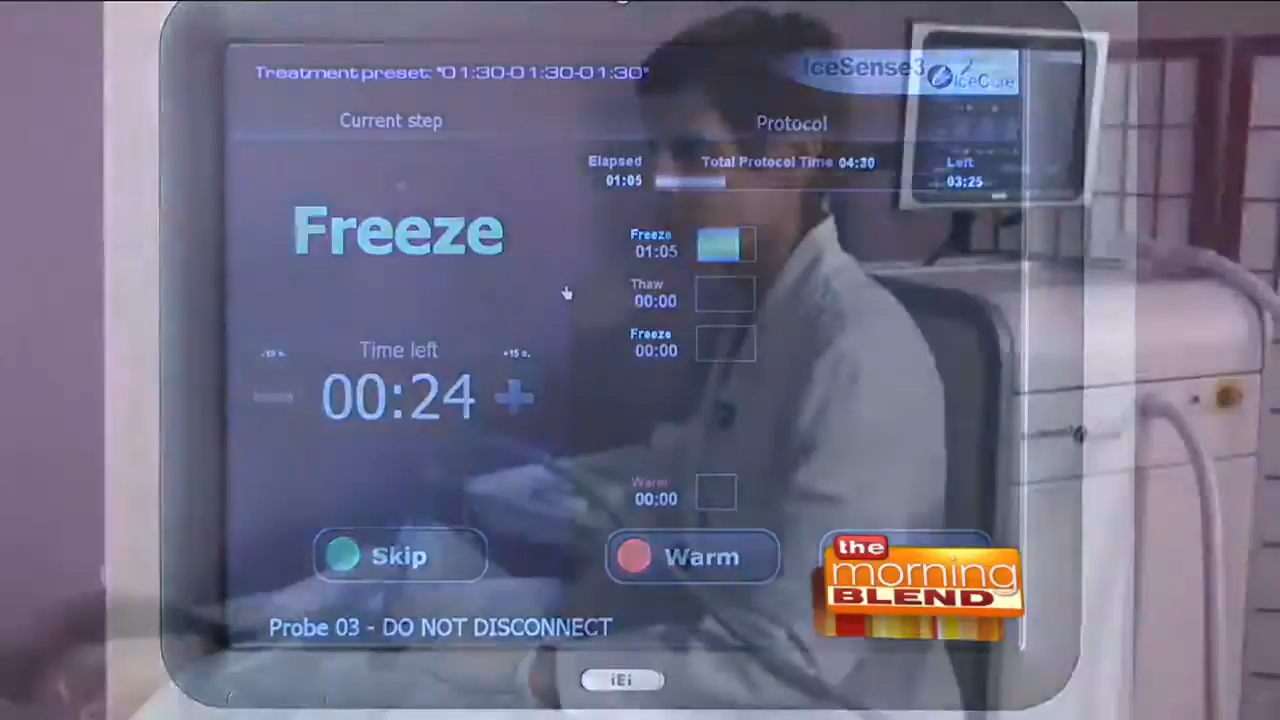 Treatment preset: "01:30-01:30-01:30"
IceSense3
IceCure
Current step
Protocol
Elapsed
Total Protocol Time 04:30
Left
01:05
03:25
Freeze
Freeze
01:05
Thaw
00:00
Freeze
00:00
Time left
+15 s.
00:24
Warm
00:00
Skip
Warm
the
morning
BLEND
Probe 03 - DO NOT DISCONNECT
iEi